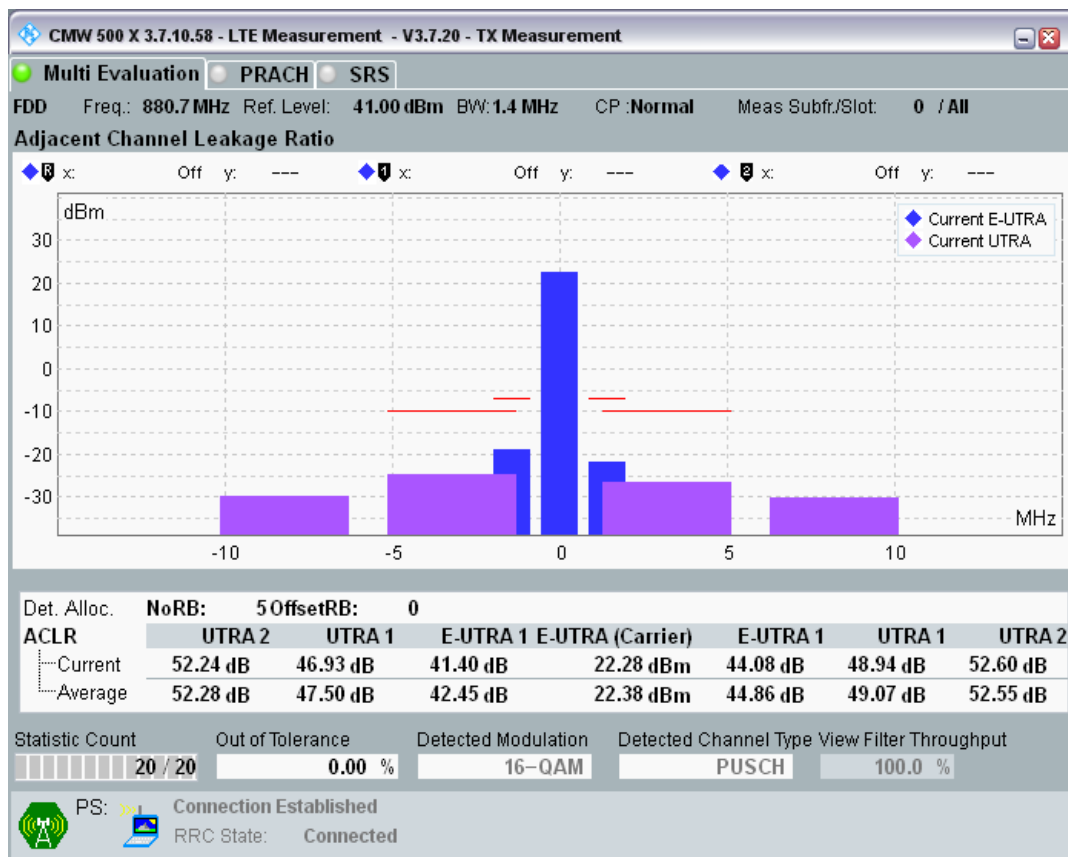 CMW 500 X 3.7.10.58 - LTE Measurement - V3.7.20 - TX Measurement
Multi Evaluation PRACH SRS
FDD Freq.: 880.7 MHz Ref. Level: 41.00 dBm BW: 1.4 MHz CP :Normal Meas Subfr./Slot: 0 / All
Adjacent Channel Leakage Ratio
R x: Off y: --- 1 x: Off y: --- 2 x: Off y: ---
dBm
Current E-UTRA
Current UTRA
30
20
10
0
-10
-20
-30
MHz
-10 -5 0 5 10
Det. Alloc. NoRB: 5 OffsetRB: 0
ACLR UTRA 2 UTRA 1 E-UTRA 1 E-UTRA (Carrier) E-UTRA 1 UTRA 1 UTRA 2
Current 52.24 dB 46.93 dB 41.40 dB 22.28 dBm 44.08 dB 48.94 dB 52.60 dB
Average 52.28 dB 47.50 dB 42.45 dB 22.38 dBm 44.86 dB 49.07 dB 52.55 dB
Statistic Count Out of Tolerance Detected Modulation Detected Channel Type View Filter Throughput
20 / 20 0.00 % 16-QAM PUSCH 100.0 %
PS: Connection Established
RRC State: Connected